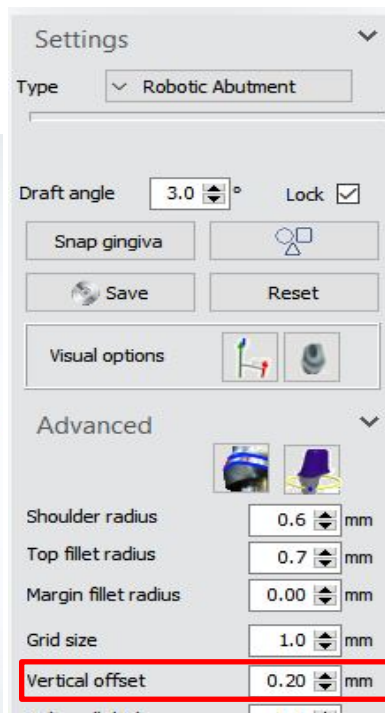 Settings
Type Robotic Abutment
Draft angle 3.0 ° Lock
Snap gingiva
Save Reset
Visual options
Advanced
Shoulder radius 0.6 mm
Top fillet radius 0.7 mm
Margin fillet radius 0.00 mm
Grid size 1.0 mm
Vertical offset 0.20 mm